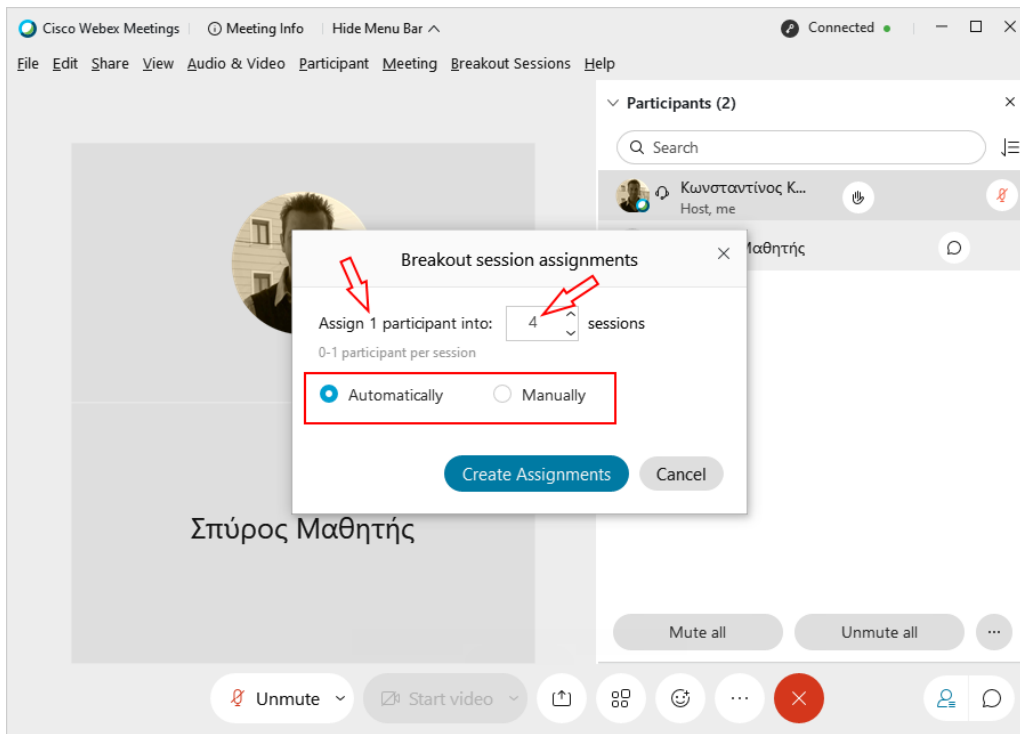 Cisco Webex Meetings Meeting Info Hide Menu Bar Connected
File Edit Share View Audio & Video Participant Meeting Breakout Sessions Help
Participants (2)
Search
Κωνσταντίνος Κ...
Host, me
Μαθητής
Breakout session assignments
Assign 1 participant into: 4 sessions
0-1 participant per session
Automatically Manually
Create Assignments Cancel
Σπύρος Μαθητής
Mute all Unmute all ...
Unmute Start video